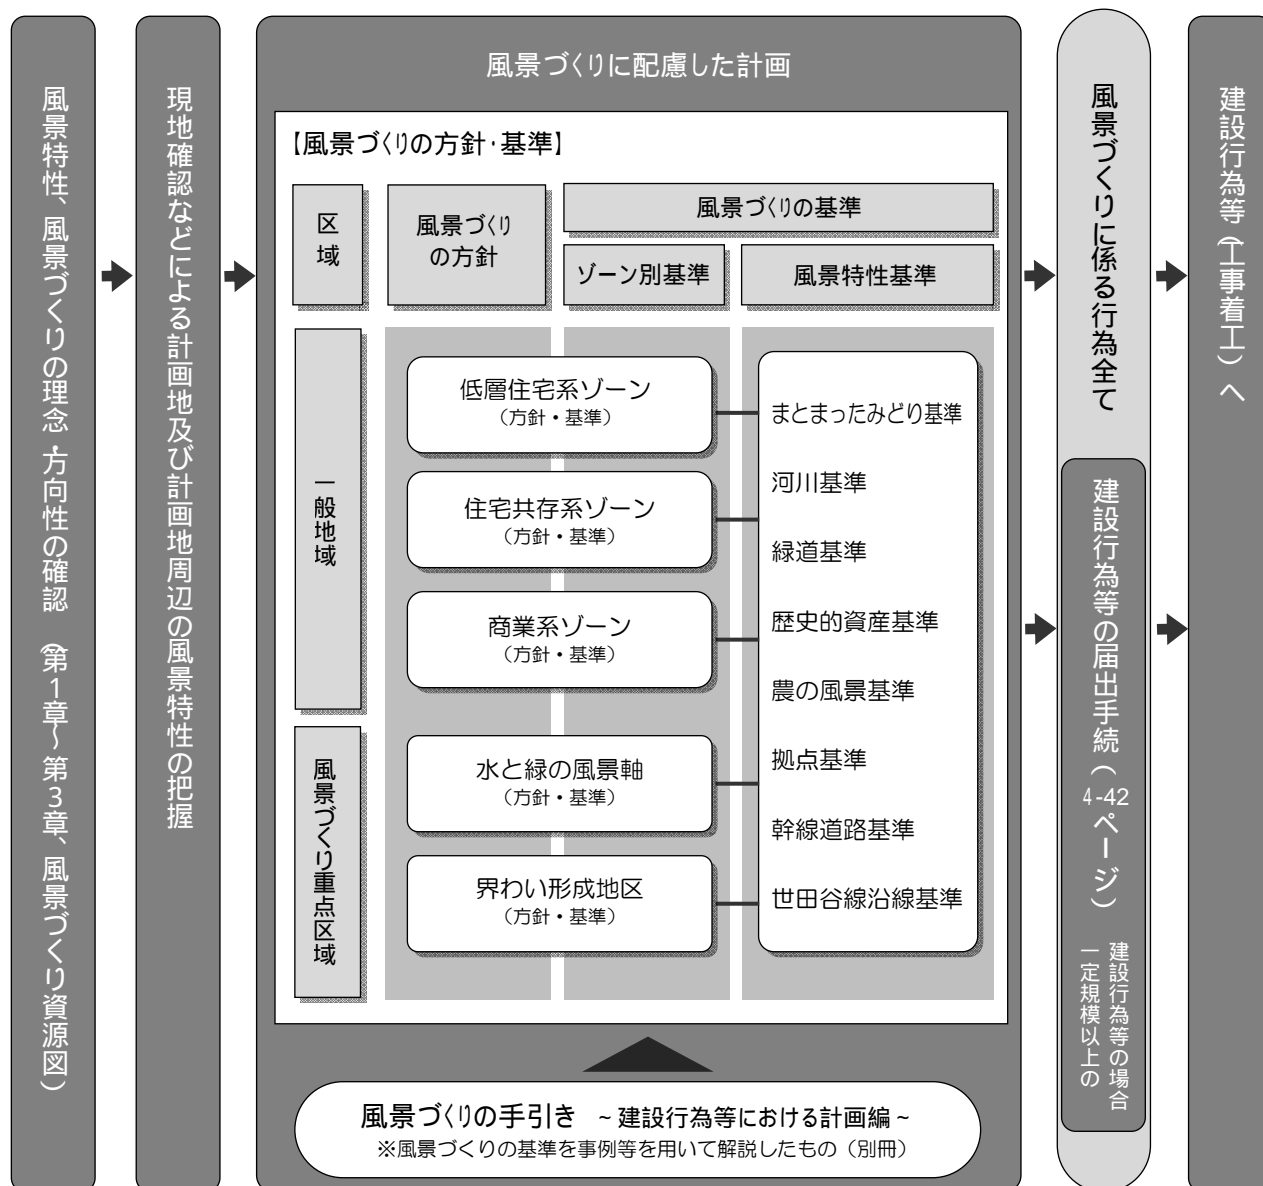 風景特性、風景づくりの理念・方向性の確認　（第1章～第3章、風景づくり資源図）
現地確認などによる計画地及び計画地周辺の風景特性の把握
風景づくりに配慮した計画
【風景づくりの方針・基準】
区域
風景づくり
の方針
風景づくりの基準
ゾーン別基準
風景特性基準
一般地域
低層住宅系ゾーン
（方針・基準）
住宅共存系ゾーン
（方針・基準）
商業系ゾーン
（方針・基準）
風景づくり重点区域
水と緑の風景軸
（方針・基準）
界わい形成地区
（方針・基準）
まとまったみどり基準
河川基準
緑道基準
歴史的資産基準
農の風景基準
拠点基準
幹線道路基準
世田谷線沿線基準
風景づくりの手引き　～建設行為等における計画編～
※風景づくりの基準を事例等を用いて解説したもの（別冊）
風景づくりに係る行為全て
建設行為等の届出手続（4-42ページ）
建設行為等の場合
一定規模以上の
建設行為等（工事着工）へ